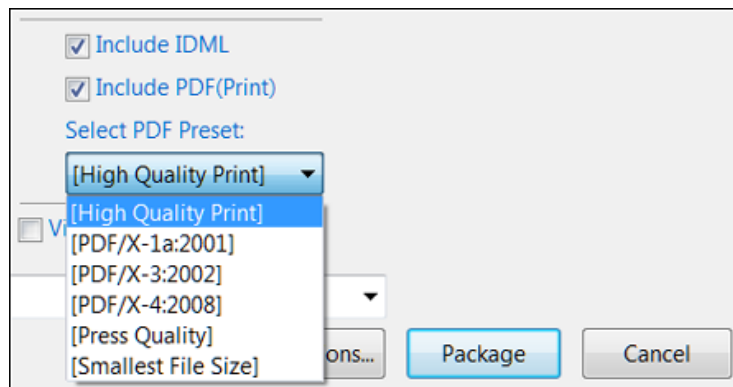 Include IDML
Include PDF(Print)
Select PDF Preset:
[High Quality Print]
[High Quality Print]
[PDF/X-1a:2001]
[PDF/X-3:2002]
[PDF/X-4:2008]
[Press Quality]
[Smallest File Size]
Package
Cancel